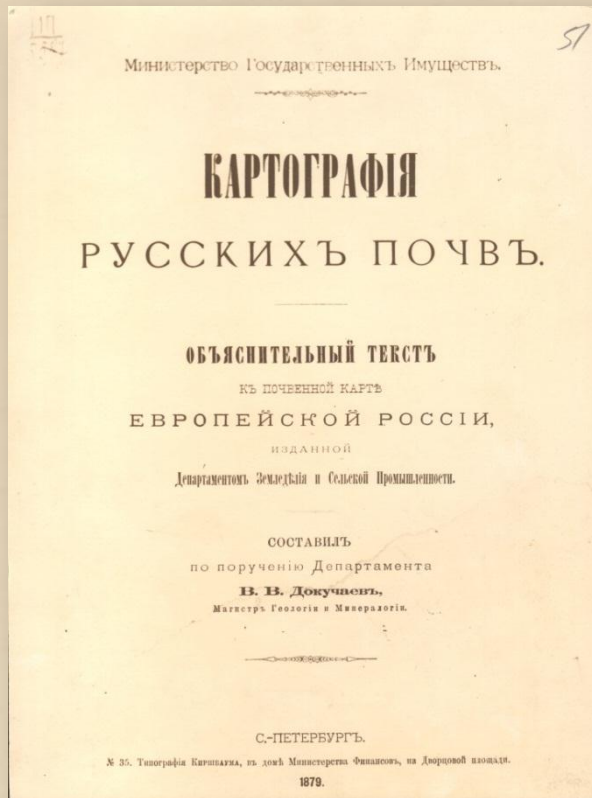 51
Министерство Государственныхъ Имуществъ.
КАРТОГРАФІЯ
РУССКИХЪ ПОЧВЪ.
ОБЪЯСНИТЕЛЬНЫЙ ТЕКСТЪ
КЪ ПОЧВЕННОЙ КАРТѢ
ЕВРОПЕЙСКОЙ РОССІИ,
ИЗДАННОЙ
Департаментомъ Земледѣлія и Сельской Промышленности.
СОСТАВИЛЪ
по порученію Департамента
В. В. Докучаевъ,
Магистръ Геологіи и Минералогіи.
С.-ПЕТЕРБУРГЪ.
№ 35. Типографія Киршбаума, въ домѣ Министерства Финансовъ, на Дворцовой площади.
1879.